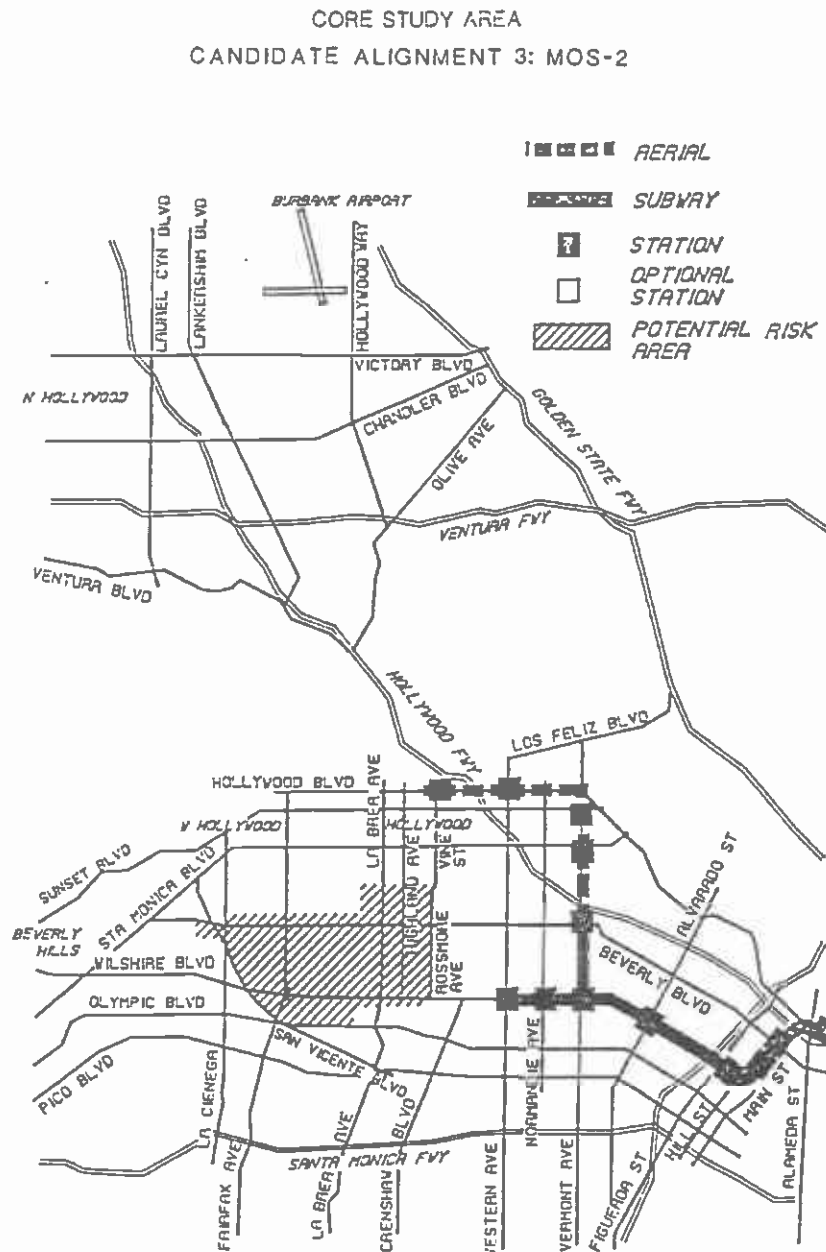 CORE STUDY AREA
CANDIDATE ALIGNMENT 3: MOS-2
AERIAL
SUBWAY
STATION
OPTIONAL
STATION
POTENTIAL RISK
AREA
BURBANK AIRPORT
LAUREL CYN BLVD
LANKERSHIM BLVD
HOLLYWOOD WAY
VICTORY BLVD
N HOLLYWOOD
CHANDLER BLVD
OLIVE AVE
GOLDEN STATE FWY
VENTURA FWY
VENTURA BLVD
HOLLYWOOD FWY
LOS FELIZ BLVD
HOLLYWOOD BLVD
LA BREA AVE
W HOLLYWOOD
HOLLYWOOD
HIGHLAND AVE
VINE
ST
SUNSET BLVD
STA MONICA BLVD
ALVARADO ST
BEVERLY
HILLS
ROSSMORE
AVE
BEVERLY BLVD
WILSHIRE BLVD
OLYMPIC BLVD
SAN VICENTE BLVD
PICO BLVD
NORMANDIE AVE
LA CIENEGA
MAIN ST
HILL ST
SANTA MONICA FWY
FAIRFAX AVE
LA BREA AVE
CRENSHAW BLVD
WESTERN AVE
VERMONT AVE
FIGUEROA ST
ALAMEDA ST